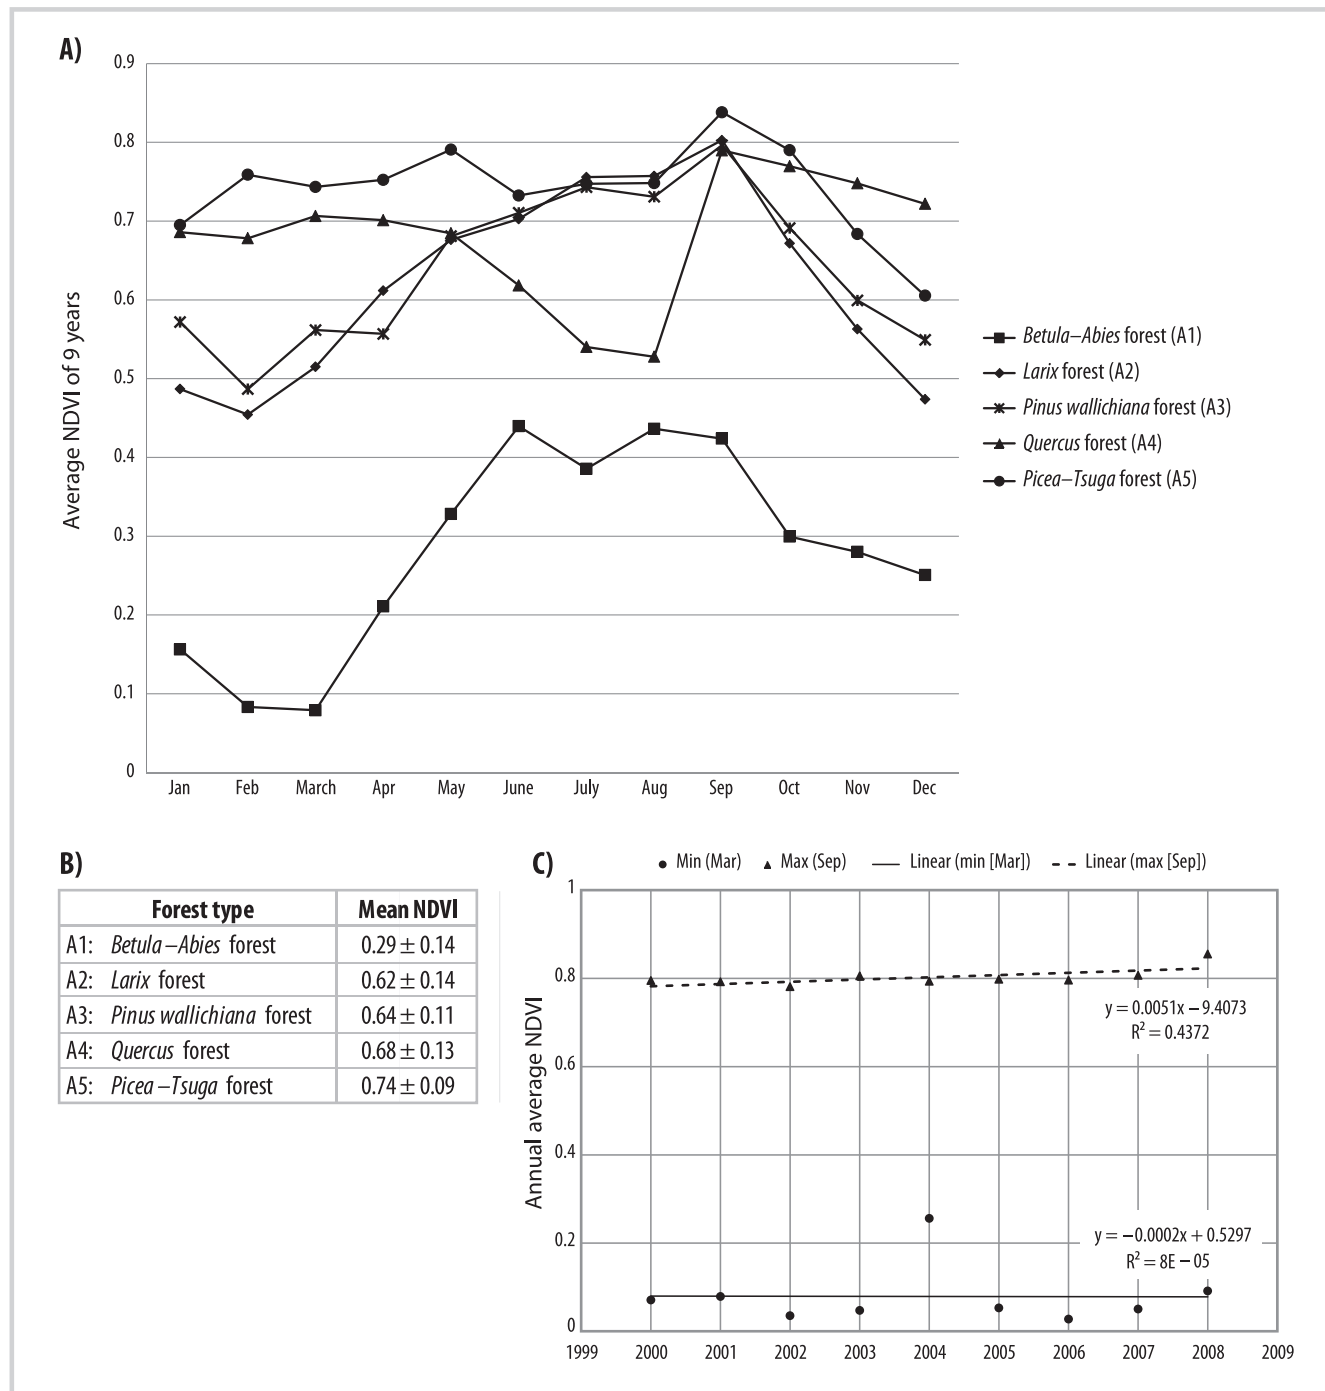 A)
0.9
0.8
0.7
0.6
0.5
0.4
0.3
0.2
0.1
0
Average NDVI of 9 years
Jan Feb March Apr May June July Aug Sep Oct Nov Dec
Betula–Abies forest (A1)
Larix forest (A2)
Pinus wallichiana forest (A3)
Quercus forest (A4)
Picea–Tsuga forest (A5)
B)
Forest type Mean NDVI
A1: Betula–Abies forest 0.29 ± 0.14
A2: Larix forest 0.62 ± 0.14
A3: Pinus wallichiana forest 0.64 ± 0.11
A4: Quercus forest 0.68 ± 0.13
A5: Picea–Tsuga forest 0.74 ± 0.09
C)
Min (Mar) Max (Sep) Linear (min [Mar]) Linear (max [Sep])
1
0.8
0.6
0.4
0.2
0
Annual average NDVI
y = 0.0051x − 9.4073
R² = 0.4372
y = −0.0002x + 0.5297
R² = 8E − 05
1999 2000 2001 2002 2003 2004 2005 2006 2007 2008 2009